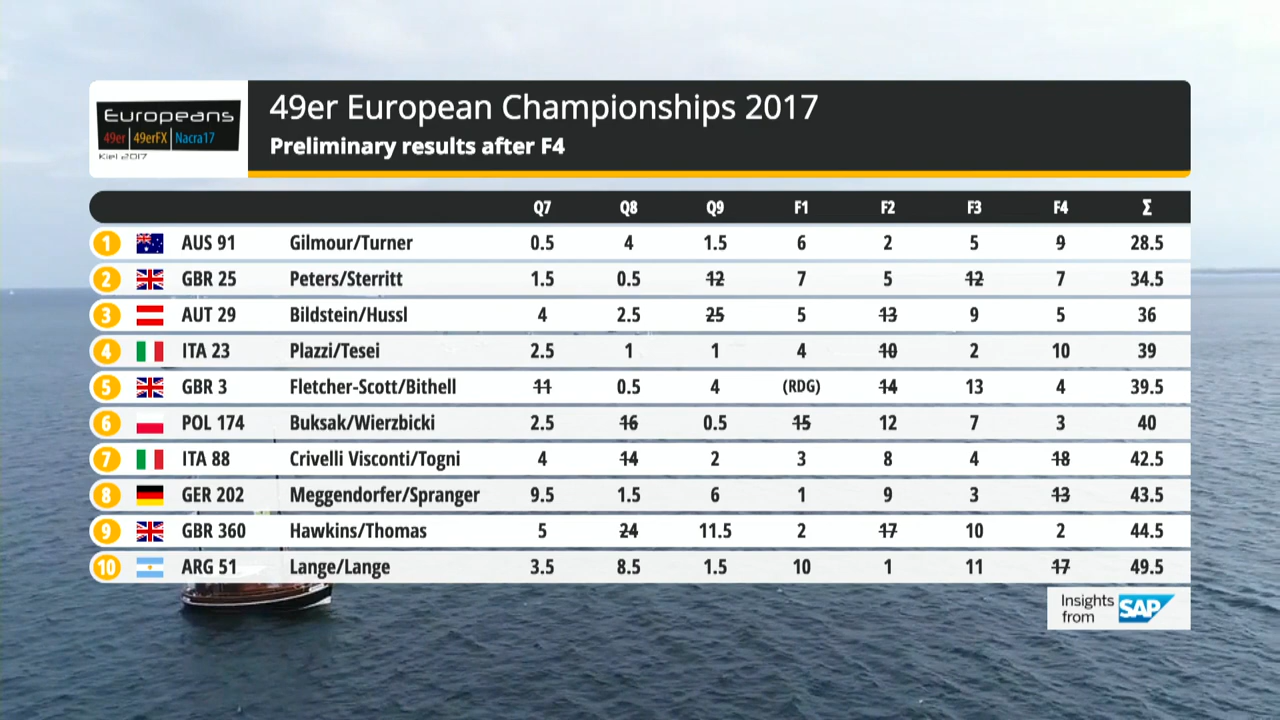 Europeans
49er | 49erFX | Nacra17
Kiel 2017
49er European Championships 2017
Preliminary results after F4
Q7 Q8 Q9 F1 F2 F3 F4 Σ
1 AUS 91 Gilmour/Turner 0.5 4 1.5 6 2 5 9 28.5
2 GBR 25 Peters/Sterritt 1.5 0.5 12 7 5 12 7 34.5
3 AUT 29 Bildstein/Hussl 4 2.5 25 5 13 9 5 36
4 ITA 23 Plazzi/Tesei 2.5 1 1 4 10 2 10 39
5 GBR 3 Fletcher-Scott/Bithell 11 0.5 4 (RDG) 14 13 4 39.5
6 POL 174 Buksak/Wierzbicki 2.5 16 0.5 15 12 7 3 40
7 ITA 88 Crivelli Visconti/Togni 4 14 2 3 8 4 18 42.5
8 GER 202 Meggendorfer/Spranger 9.5 1.5 6 1 9 3 13 43.5
9 GBR 360 Hawkins/Thomas 5 24 11.5 2 17 10 2 44.5
10 ARG 51 Lange/Lange 3.5 8.5 1.5 10 1 11 17 49.5
Insights
from SAP